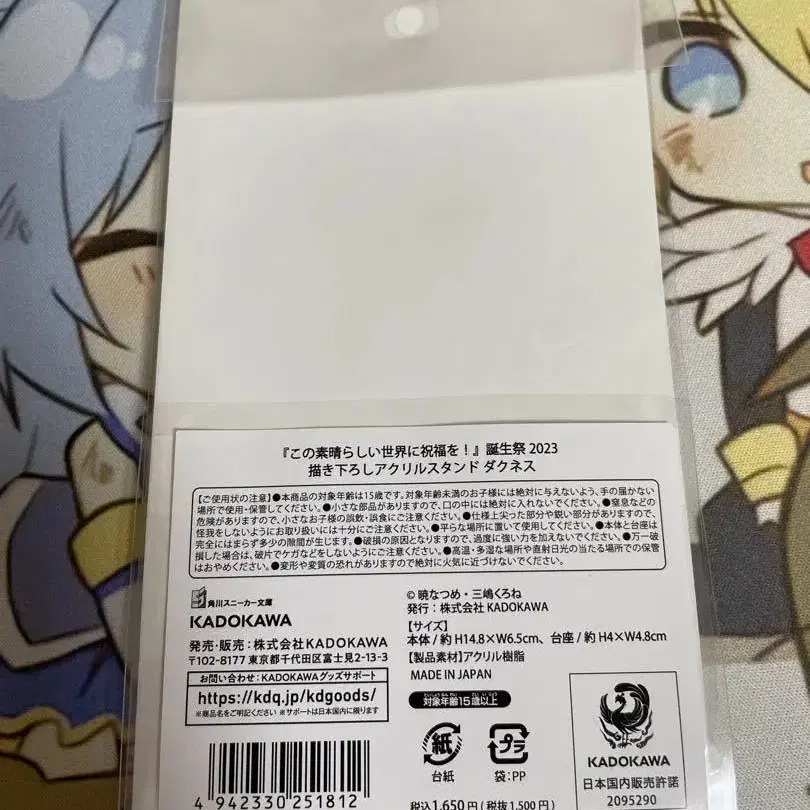 『この素晴らしい世界に祝福を！』誕生祭 2023
描き下ろしアクリルスタンド ダクネス
【ご使用状の注意】●本商品の対象年齢は15歳です。対象年齢未満のお子様には絶対に与えないよう、手の届かない
場所で使用・保管してください。●小さな部品がありますので、口の中には絶対に入れないでください。●窒息などの
危険がありますので、小さなお子様の誤飲・誤食にご注意ください。●仕様上尖った部分や鋭い部分がありますので、
怪我をしないようにお取り扱いには十分にご注意ください。●平らな場所に置いて使用してください。●本体と台座は
完全にはまらず多少の隙間が生じます。●破損の原因となりますので、過度に強い力を加えないでください。●万一破
損した場合は、破片でケガなどをしないようにご注意ください。●高温・多湿な場所や直射日光の当たる場所での保管
はおやめください。●変形や変質の恐れがありますので絶対に火気に近づけないでください。
角川スニーカー文庫
KADOKAWA
発売・販売：株式会社KADOKAWA
〒102-8177 東京都千代田区富士見2-13-3
お問い合わせ：KADOKAWAグッズサポート
https://kdq.jp/kdgoods/
※商品名をご明記ください ※サポートは日本国内に限ります
4 942330 251812
© 暁なつめ・三嶋くろね
発行：株式会社 KADOKAWA
【サイズ】
本体 / 約 H14.8×W6.5cm、台座 / 約 H4×W4.8cm
【製品素材】アクリル樹脂
MADE IN JAPAN
対象年齢15歳以上
紙
台紙
プラ
袋：PP
税込1,650円（税抜1,500円）
KADOKAWA
日本国内販売許諾
2095290